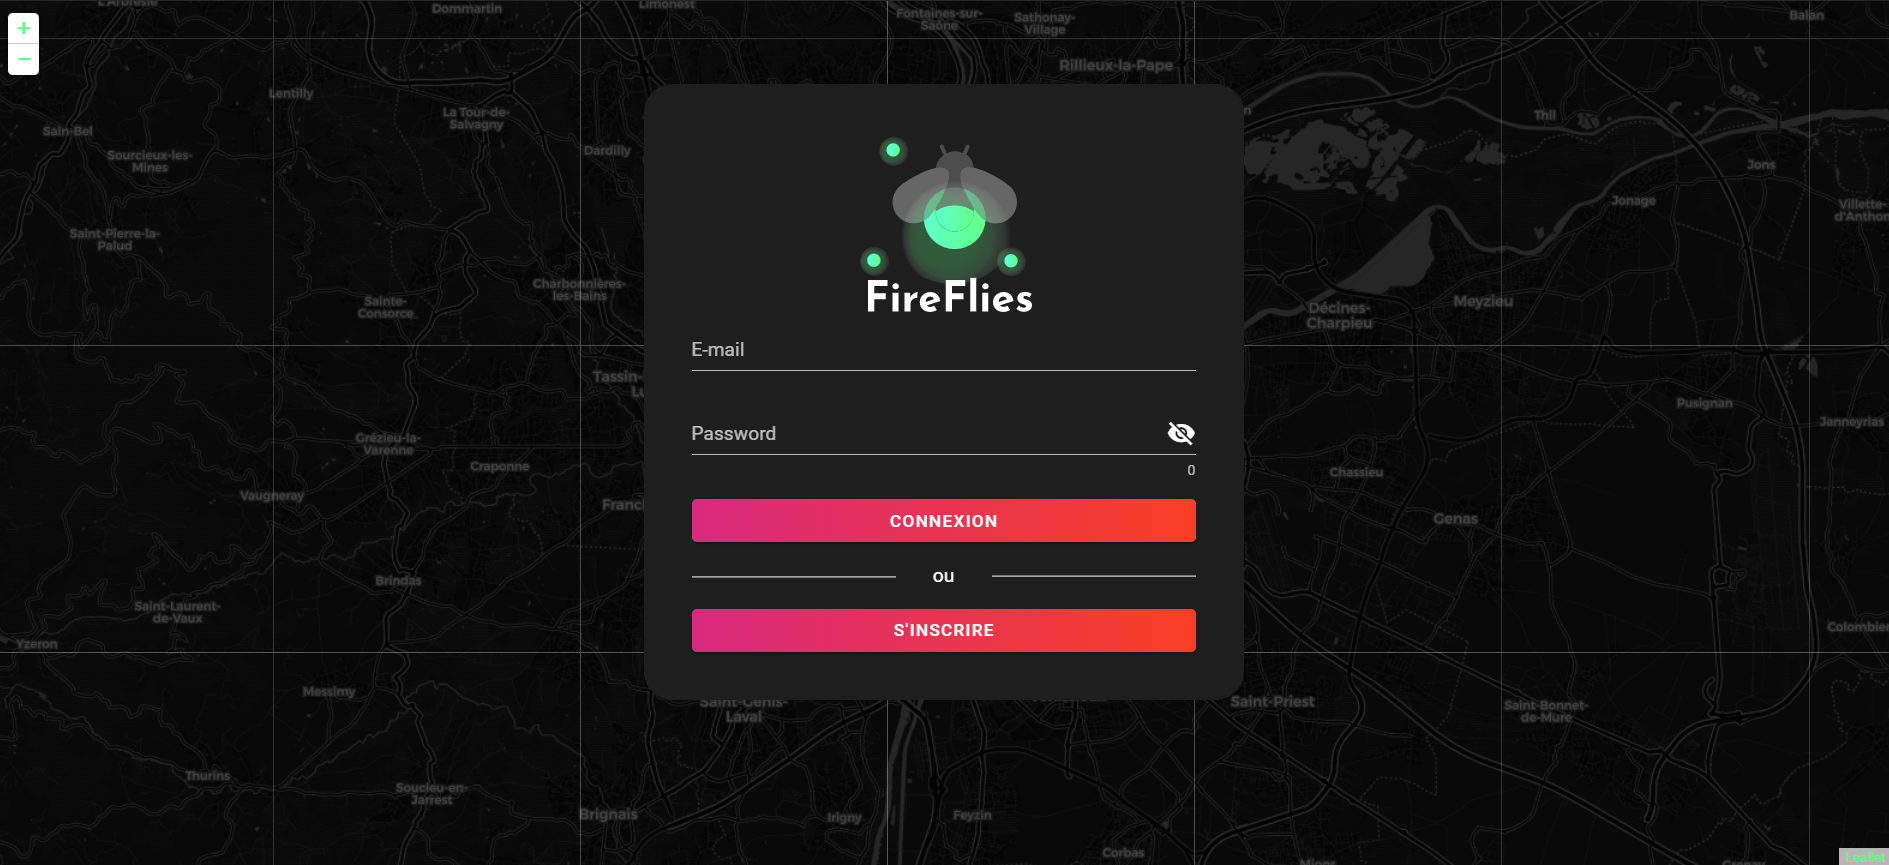 L'Arbresle
Dommartin
Limonest
Fontaines-sur-
Saône
Sathonay-
Village
Balan
+
−
Rillieux-la-Pape
Lentilly
La Tour-de-
Salvagny
Thil
Sain-Bel
Dardilly
Sourcieux-les-
Mines
Jons
Jonage
Villette-
d'Anthon
Saint-Pierre-la-
Palud
Charbonnières-
les-Bains
Sainte-
Consorce
FireFlies
Décines-
Charpieu
Meyzieu
E-mail
Tassin-
Pusignan
Janneyrias
Password
Grézieu-la-
Varenne
Craponne
Chassieu
0
Vaugneray
Franc
Genas
CONNEXION
Brindas
ou
Saint-Laurent-
de-Vaux
Colombier
S'INSCRIRE
Yzeron
Messimy
Saint-Genis-
Laval
Saint-Priest
Saint-Bonnet-
de-Mure
Thurins
Soucieu-en-
Jarrest
Brignais
Irigny
Feyzin
Corbas
Mions
Grenay
Leaflet